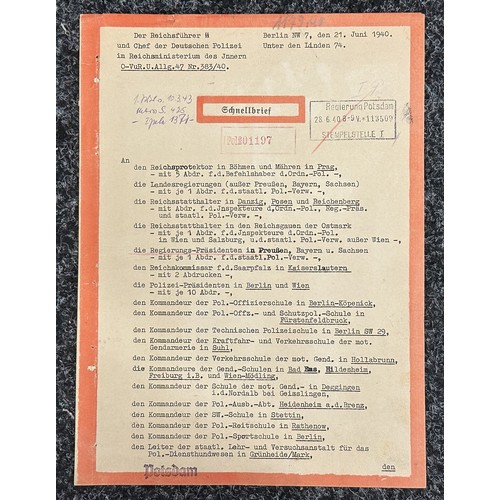 Der Reichsführer SS
und Chef der Deutschen Polizei
im Reichsministerium des Jnnern
O-VuR.U.Allg.47 Nr.383/40.
Berlin NW 7, den 21. Juni 1940.
Unter den Linden 74.
Schnellbrief
Regierung Potsdam
28.6.40
STEMPELSTELLE I
01197
An
den Reichsprotektor in Böhmen und Mähren in Prag,
- mit 5 Abdr. f.d.Befehlshaber d.Ordn.-Pol. -,
die Landesregierungen (außer Preußen, Bayern, Sachsen)
- mit je 1 Abdr. f.d.staatl. Pol.-Verw. -,
die Reichsstatthalter in Danzig, Posen und Reichenberg
- mit Abdr. f.d.Jnspekteure d.Ordn.-Pol., Reg.-Präs.
und staatl. Pol.-Verw. -,
die Reichsstatthalter in den Reichsgauen der Ostmark
- mit je 1 Abdr. f.d.Jnspekteure d.Ordn.-Pol.
in Wien und Salzburg, u.d.staatl. Pol.-Verw. außer Wien -,
die Regierungs-Präsidenten in Preußen, Bayern u. Sachsen
- mit je 1 Abdr. f.d.staatl.Pol.-Verw. -,
den Reichskommissar f.d.Saarpfalz in Kaiserslautern
- mit 2 Abdrucken -,
die Polizei-Präsidenten in Berlin und Wien
- mit je 10 Abdr. -,
den Kommandeur der Pol.-Offizierschule in Berlin-Köpenick,
den Kommandeur der Pol.-Offz.- und Schutzpol.-Schule in
Fürstenfeldbruck,
den Kommandeur der Technischen Polizeischule in Berlin SW 29,
den Kommandeur der Kraftfahr- und Verkehrsschule der mot.
Gendarmerie in Suhl,
den Kommandeur der Verkehrsschule der mot. Gend. in Hollabrunn,
die Kommandeure der Gend.-Schulen in Bad Ems, Hildesheim,
Freiburg i.B. und Wien-Mödling,
den Kommandeur der Schule der mot. Gend.- in Deggingen
i.d.Nordalb bei Geislingen,
den Kommandeur der Pol.-Ausb.-Abt. Heidenheim a.d.Brenz,
den Kommandeur der SW.-Schule in Stettin,
den Kommandeur der Pol.-Reitschule in Rathenow,
den Kommandeur der Pol.-Sportschule in Berlin,
den Leiter der staatl. Lehr- und Versuchsanstalt für das
Pol.-Diensthundwesen in Grünheide/Mark,
den
Potsdam